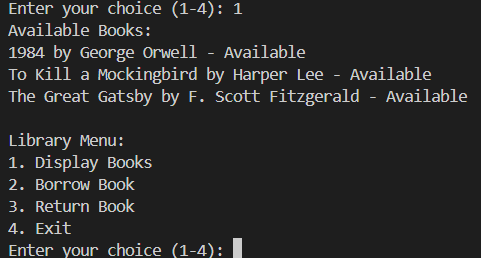 Enter your choice (1-4): 1
Available Books:
1984 by George Orwell - Available
To Kill a Mockingbird by Harper Lee - Available
The Great Gatsby by F. Scott Fitzgerald - Available

Library Menu:
1. Display Books
2. Borrow Book
3. Return Book
4. Exit
Enter your choice (1-4):